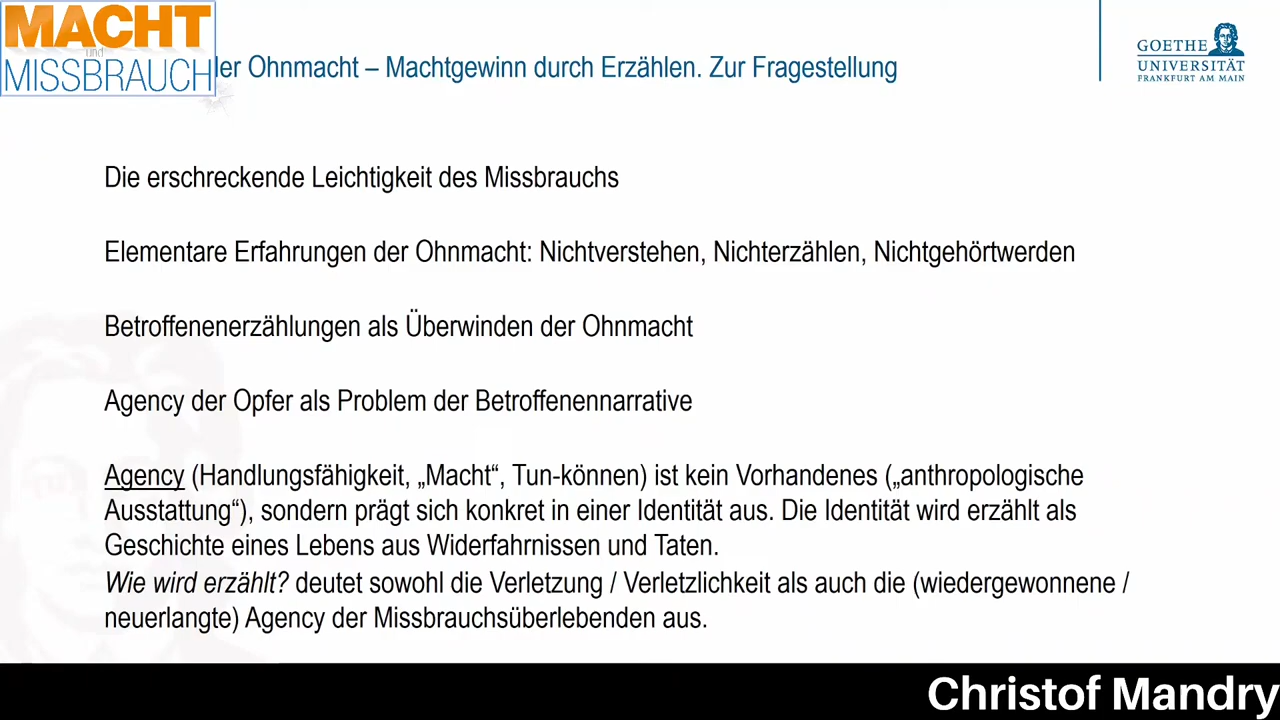 MACHT
und
MISSBRAUCH
der Ohnmacht – Machtgewinn durch Erzählen. Zur Fragestellung
GOETHE
UNIVERSITÄT
FRANKFURT AM MAIN
Die erschreckende Leichtigkeit des Missbrauchs
Elementare Erfahrungen der Ohnmacht: Nichtverstehen, Nichterzählen, Nichtgehörtwerden
Betroffenenerzählungen als Überwinden der Ohnmacht
Agency der Opfer als Problem der Betroffenennarrative
Agency (Handlungsfähigkeit, „Macht“, Tun-können) ist kein Vorhandenes („anthropologische
Ausstattung“), sondern prägt sich konkret in einer Identität aus. Die Identität wird erzählt als
Geschichte eines Lebens aus Widerfahrnissen und Taten.
Wie wird erzählt? deutet sowohl die Verletzung / Verletzlichkeit als auch die (wiedergewonnene /
neuerlangte) Agency der Missbrauchsüberlebenden aus.
Christof Mandry